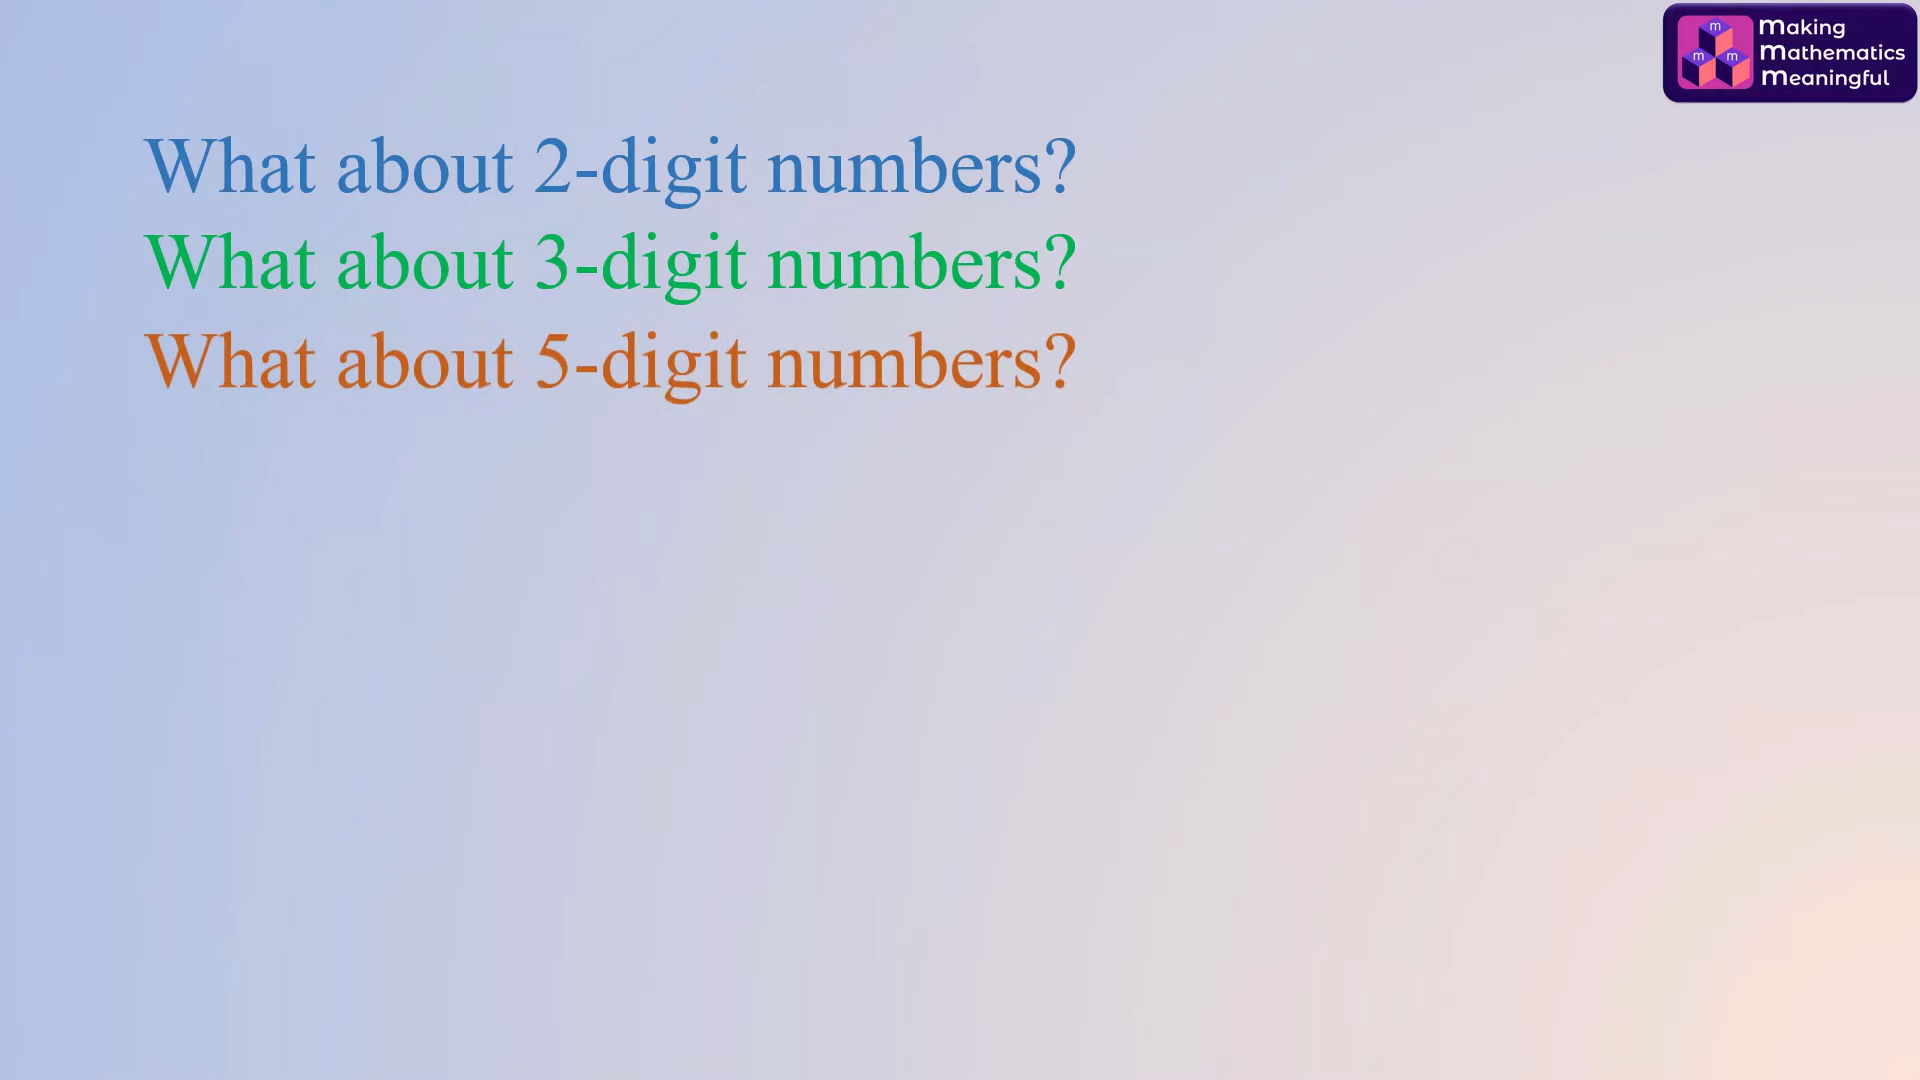 making
mathematics
meaningful
m
m m
What about 2-digit numbers?
What about 3-digit numbers?
What about 5-digit numbers?